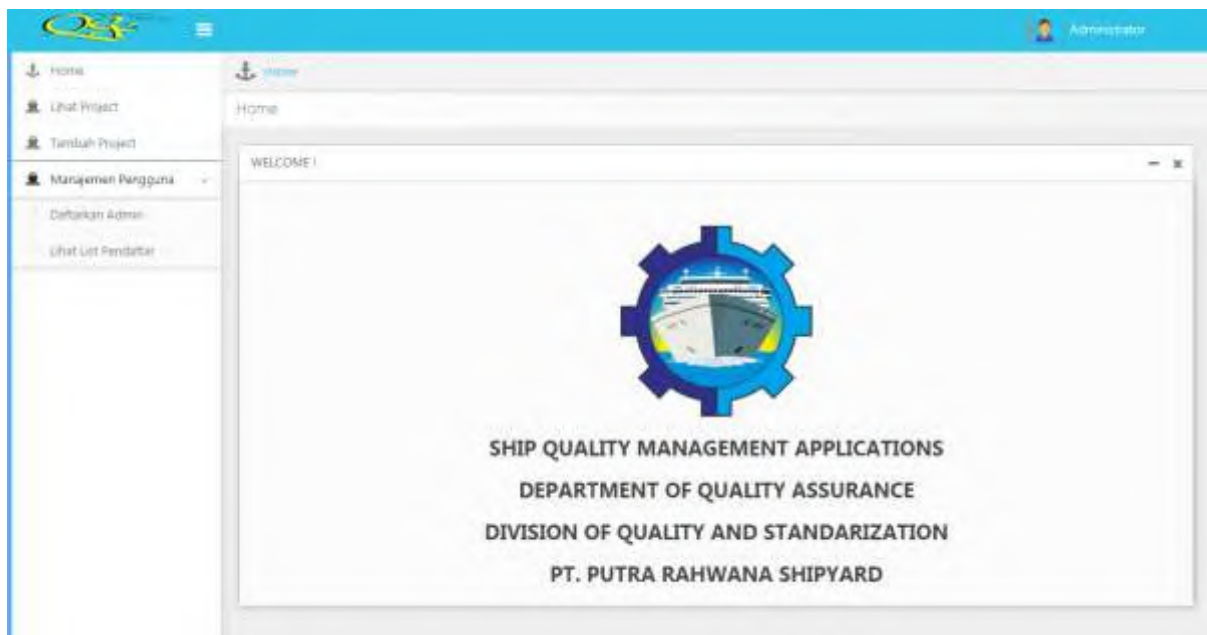 Administrator
Home
Lihat Project
Tambah Project
Manajemen Pengguna
Daftarkan Admin
Lihat List Pendaftar
Home
Home
WELCOME !
SHIP QUALITY MANAGEMENT APPLICATIONS
DEPARTMENT OF QUALITY ASSURANCE
DIVISION OF QUALITY AND STANDARIZATION
PT. PUTRA RAHWANA SHIPYARD